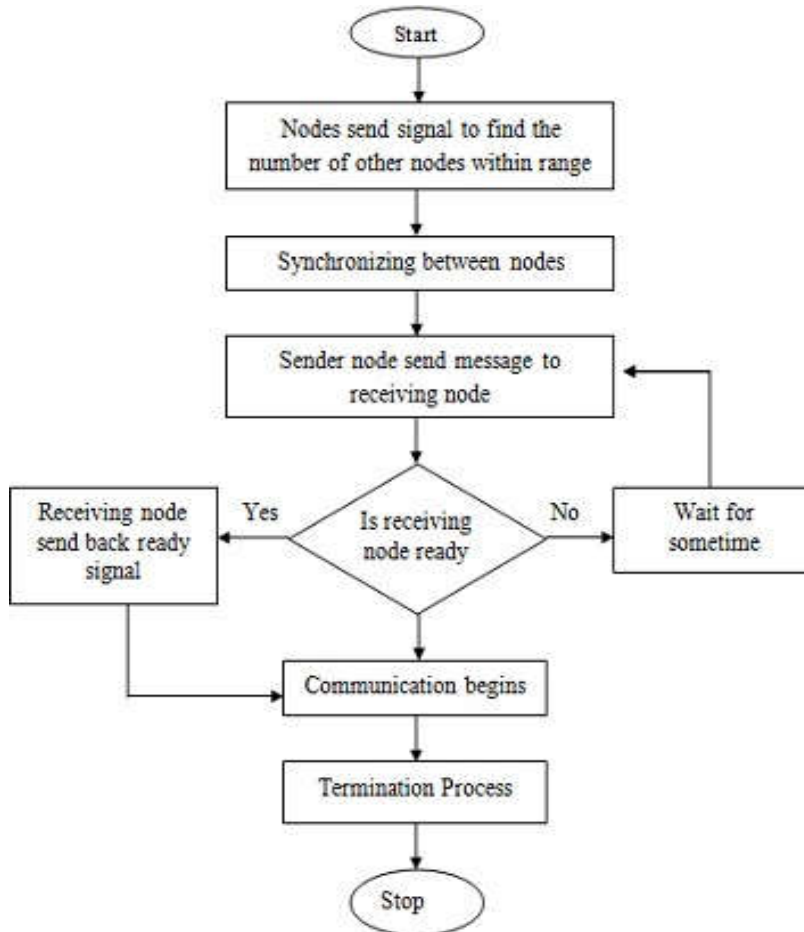 Start
Nodes send signal to find the
number of other nodes within range
Synchronizing between nodes
Sender node send message to
receiving node
Is receiving
node ready
Yes
No
Receiving node
send back ready
signal
Wait for
sometime
Communication begins
Termination Process
Stop